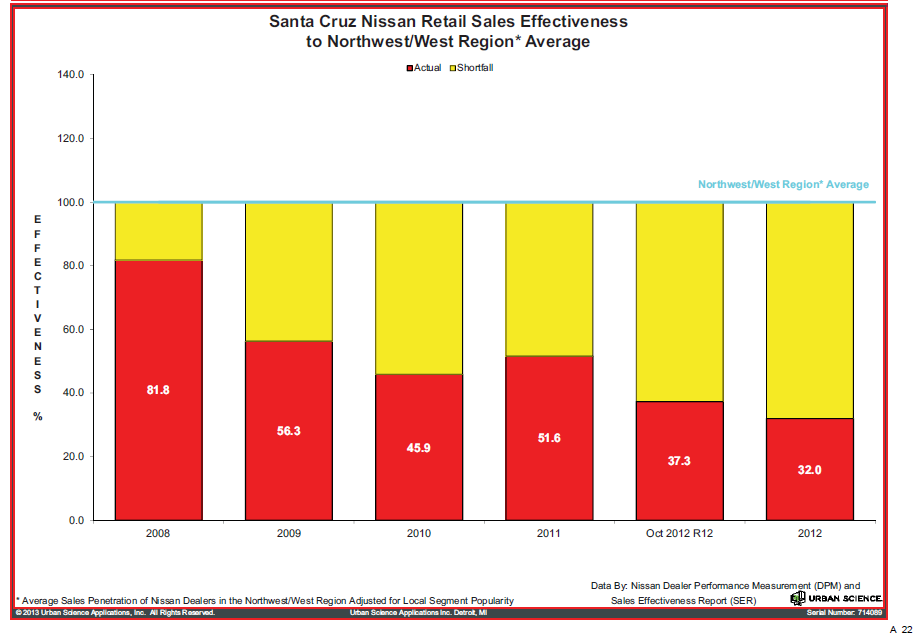 Santa Cruz Nissan Retail Sales Effectiveness
to Northwest/West Region* Average
Actual Shortfall
140.0
120.0
Northwest/West Region* Average
100.0
80.0
60.0
40.0
20.0
0.0
EFFECTIVENESS %
81.8
56.3
45.9
51.6
37.3
32.0
2008 2009 2010 2011 Oct 2012 R12 2012
Data By: Nissan Dealer Performance Measurement (DPM) and
* Average Sales Penetration of Nissan Dealers in the Northwest/West Region Adjusted for Local Segment Popularity
Sales Effectiveness Report (SER)
URBAN SCIENCE
© 2013 Urban Science Applications, Inc. All Rights Reserved. Urban Science Applications Inc. Detroit, MI Serial Number: 714089
A 22